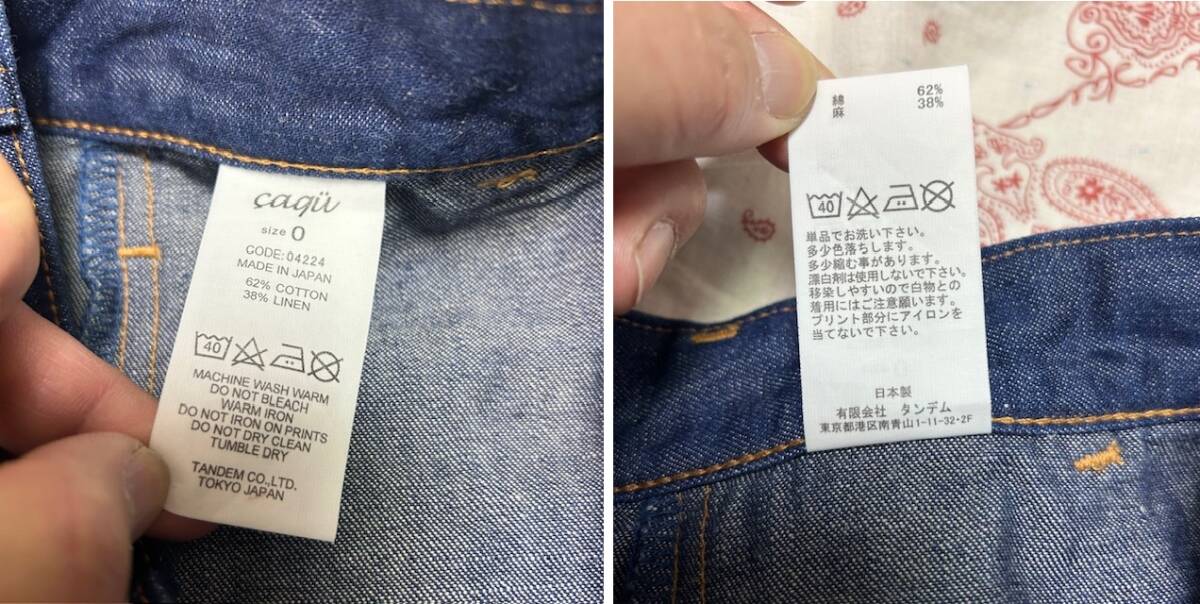 çaqü
size 0
CODE:04224
MADE IN JAPAN
62% COTTON
38% LINEN
40
MACHINE WASH WARM
DO NOT BLEACH
WARM IRON
DO NOT IRON ON PRINTS
DO NOT DRY CLEAN
TUMBLE DRY
TANDEM CO.,LTD.
TOKYO JAPAN
綿 62%
麻 38%
40
単品でお洗い下さい。
多少色落ちします。
多少縮む事があります。
漂白剤は使用しないで下さい。
移染しやすいので白物との
着用にはご注意願います。
プリント部分にアイロンを
当てないで下さい。
日本製
有限会社 タンデム
東京都港区南青山1-11-32-2F